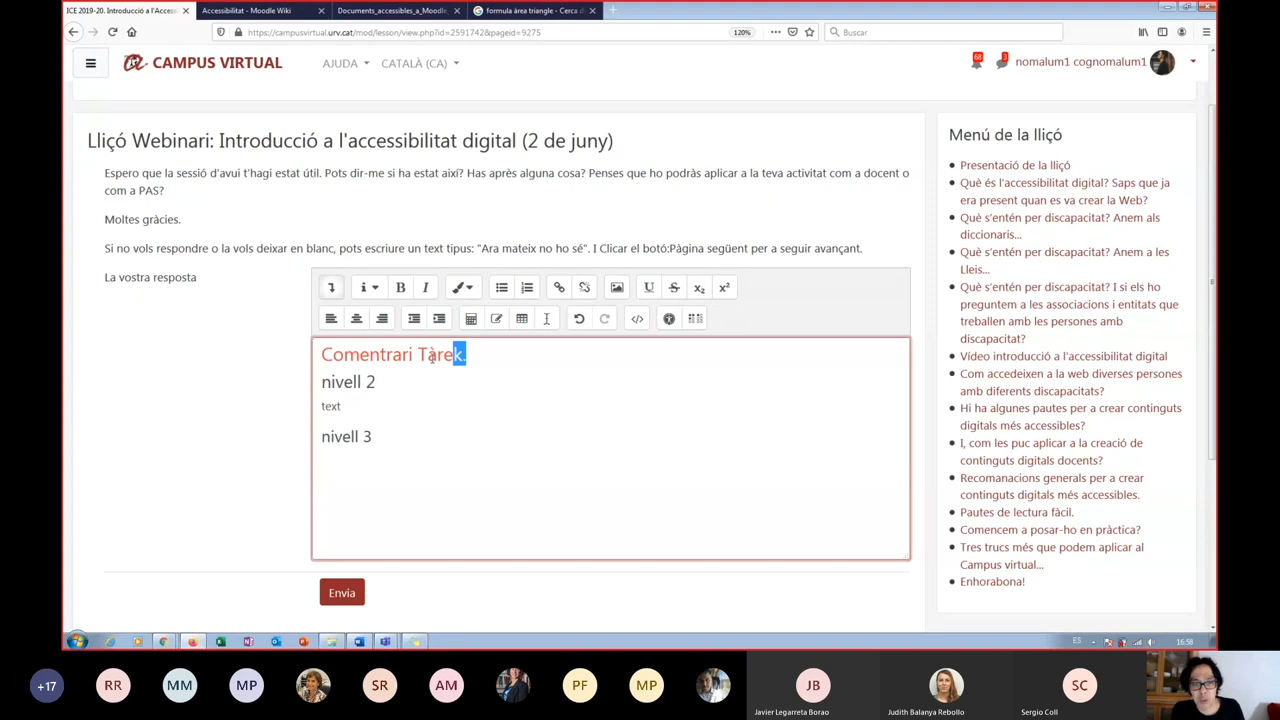 ICE 2019-20. Introducció a l'Accessi
Accessibilitat - Moodle Wiki
Documents_accessibles_a_Moodle_
formula àrea triangle - Cerca d
https://campusvirtual.urv.cat/mod/lesson/view.php?id=2591742&pageid=9275
120%
Buscar
CAMPUS VIRTUAL
AJUDA
CATALÀ (CA)
68
3
nomalum1 cognomalum1
Lliçó Webinari: Introducció a l'accessibilitat digital (2 de juny)
Espero que la sessió d'avui t'hagi estat útil. Pots dir-me si ha estat així? Has après alguna cosa? Penses que ho podràs aplicar a la teva activitat com a docent o
com a PAS?
Moltes gràcies.
Si no vols respondre o la vols deixar en blanc, pots escriure un text tipus: "Ara mateix no ho sé". I Clicar el botó:Pàgina següent per a seguir avançant.
La vostra resposta
Comentrari Tàrek.
nivell 2
text
nivell 3
Envia
Menú de la lliçó
Presentació de la lliçó
Què és l'accessibilitat digital? Saps que ja
era present quan es va crear la Web?
Què s'entén per discapacitat? Anem als
diccionaris...
Què s'entén per discapacitat? Anem a les
Lleis...
Què s'entén per discapacitat? I si els ho
preguntem a les associacions i entitats que
treballen amb les persones amb
discapacitat?
Vídeo introducció a l'accessibilitat digital
Com accedeixen a la web diverses persones
amb diferents discapacitats?
Hi ha algunes pautes per a crear continguts
digitals més accessibles?
I, com les puc aplicar a la creació de
continguts digitals docents?
Recomanacions generals per a crear
continguts digitals més accessibles.
Pautes de lectura fàcil.
Comencem a posar-ho en pràctica?
Tres trucs més que podem aplicar al
Campus virtual...
Enhorabona!
ES
16:58
+17
RR
MM
MP
SR
AM
PF
MP
JB
SC
Javier Legarreta Borao
Judith Balanya Rebollo
Sergio Coll